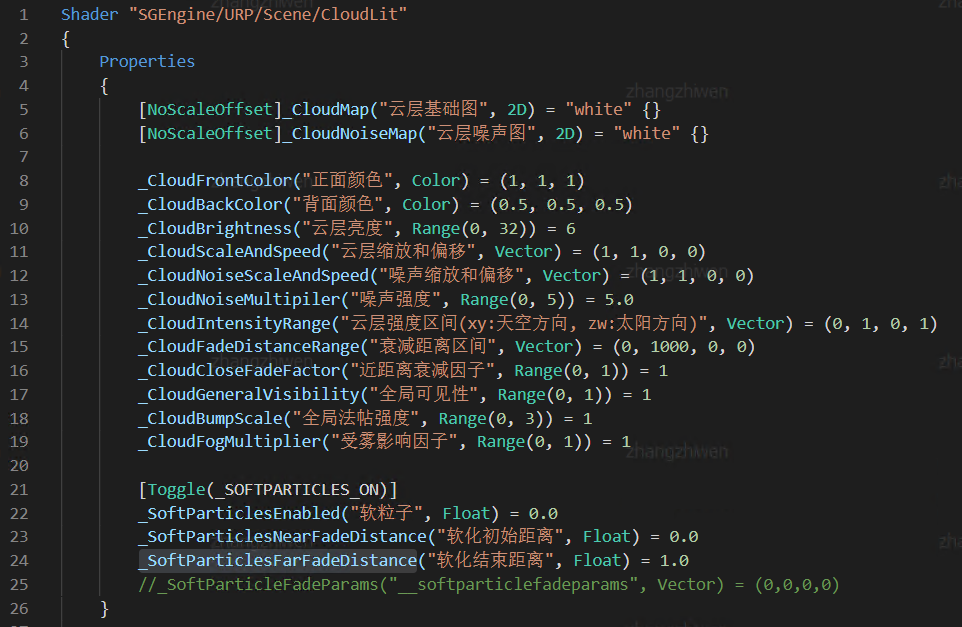 1 Shader "SGEngine/URP/Scene/CloudLit"
2 {
3 Properties
4 {
5 [NoScaleOffset]_CloudMap("云层基础图", 2D) = "white" {}
6 [NoScaleOffset]_CloudNoiseMap("云层噪声图", 2D) = "white" {}
7
8 _CloudFrontColor("正面颜色", Color) = (1, 1, 1)
9 _CloudBackColor("背面颜色", Color) = (0.5, 0.5, 0.5)
10 _CloudBrightness("云层亮度", Range(0, 32)) = 6
11 _CloudScaleAndSpeed("云层缩放和偏移", Vector) = (1, 1, 0, 0)
12 _CloudNoiseScaleAndSpeed("噪声缩放和偏移", Vector) = (1, 1, 0, 0)
13 _CloudNoiseMultipiler("噪声强度", Range(0, 5)) = 5.0
14 _CloudIntensityRange("云层强度区间(xy:天空方向, zw:太阳方向)", Vector) = (0, 1, 0, 1)
15 _CloudFadeDistanceRange("衰减距离区间", Vector) = (0, 1000, 0, 0)
16 _CloudCloseFadeFactor("近距离衰减因子", Range(0, 1)) = 1
17 _CloudGeneralVisibility("全局可见性", Range(0, 1)) = 1
18 _CloudBumpScale("全局法帖强度", Range(0, 3)) = 1
19 _CloudFogMultiplier("受雾影响因子", Range(0, 1)) = 1
20
21 [Toggle(_SOFTPARTICLES_ON)]
22 _SoftParticlesEnabled("软粒子", Float) = 0.0
23 _SoftParticlesNearFadeDistance("软化初始距离", Float) = 0.0
24 _SoftParticlesFarFadeDistance("软化结束距离", Float) = 1.0
25 //_SoftParticleFadeParams("__softparticlefadeparams", Vector) = (0,0,0,0)
26 }
zhangzhiwen
zhangzhiwen
zhangzhiwen
zhangzhiwen
zhangzhiwen
zhangzhiwen